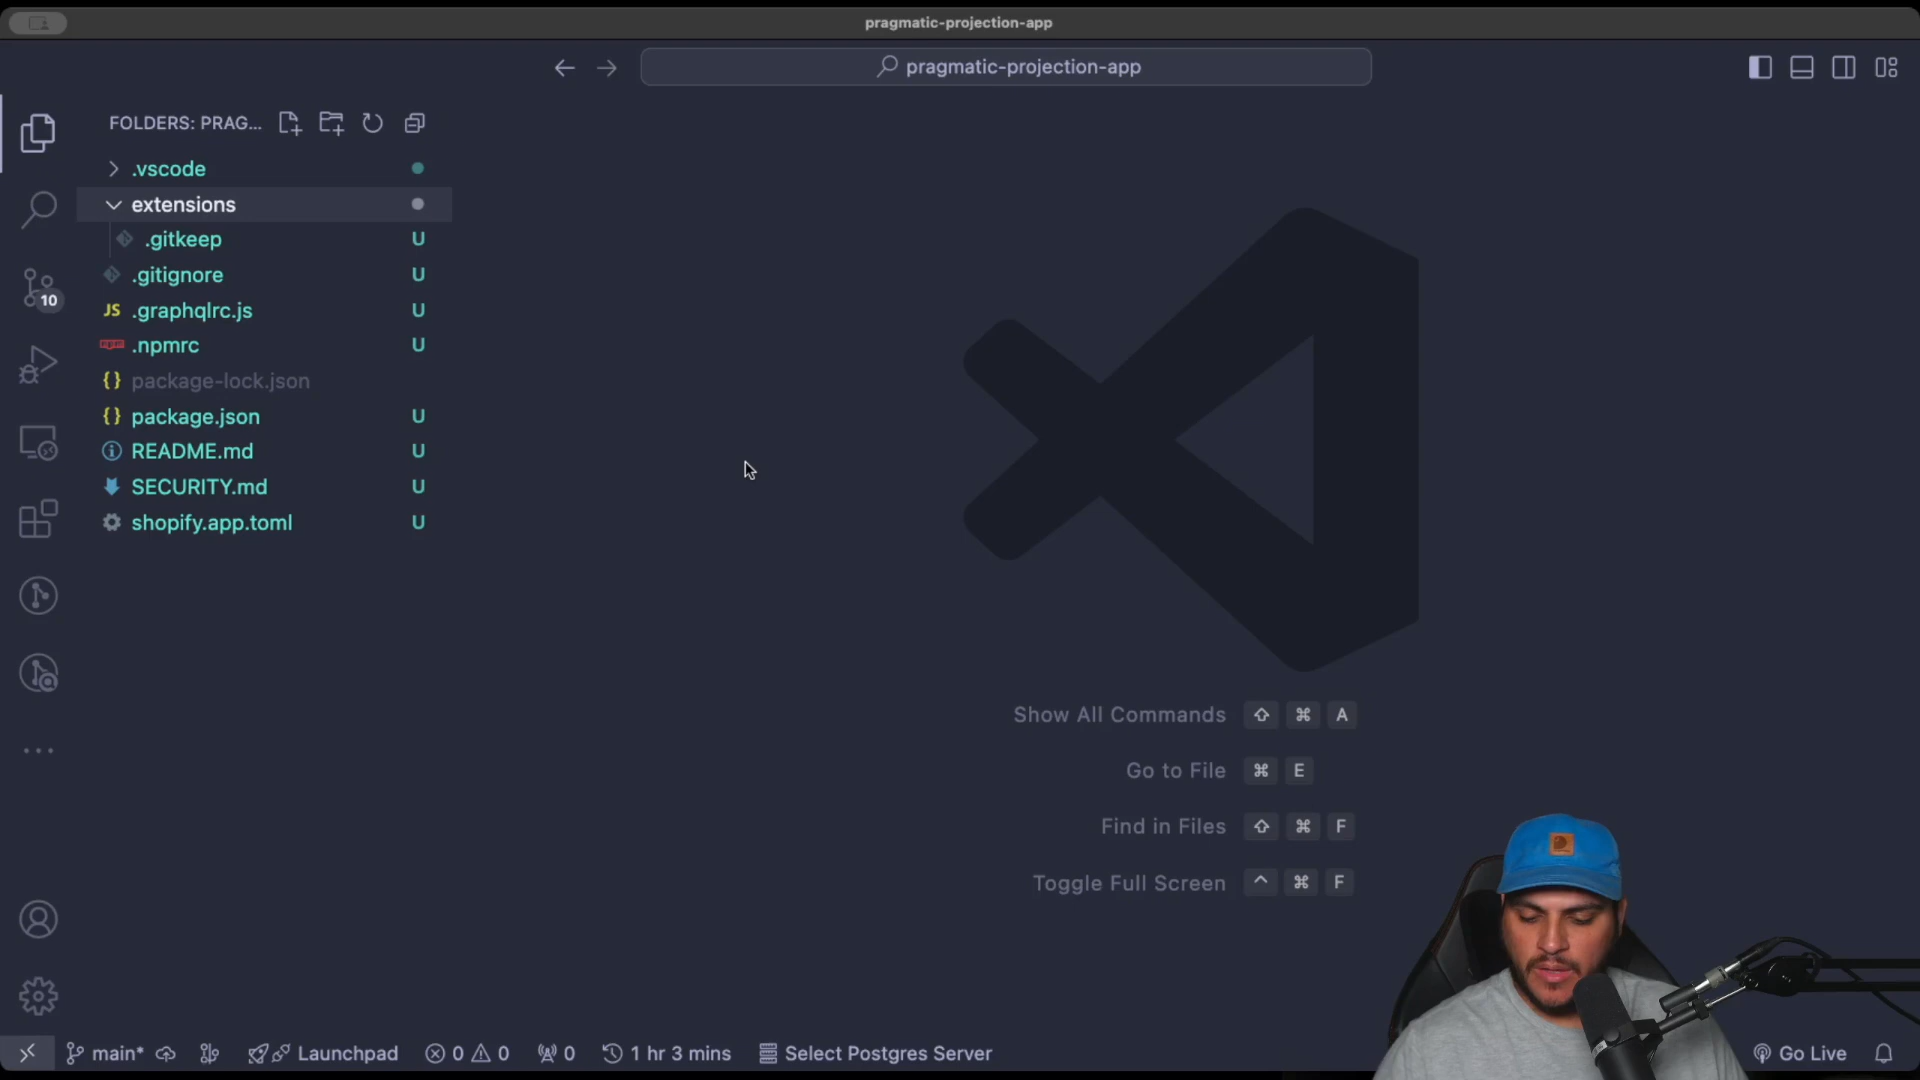 pragmatic-projection-app
pragmatic-projection-app
FOLDERS: PRAG...
.vscode
extensions
.gitkeep U
.gitignore U
JS .graphqlrc.js U
npm .npmrc U
{} package-lock.json
{} package.json U
README.md U
SECURITY.md U
shopify.app.toml U
10
Show All Commands ⇧ ⌘ A
Go to File ⌘ E
Find in Files ⇧ ⌘ F
Toggle Full Screen ^ ⌘ F
main* Launchpad 0 0 0 1 hr 3 mins Select Postgres Server Go Live